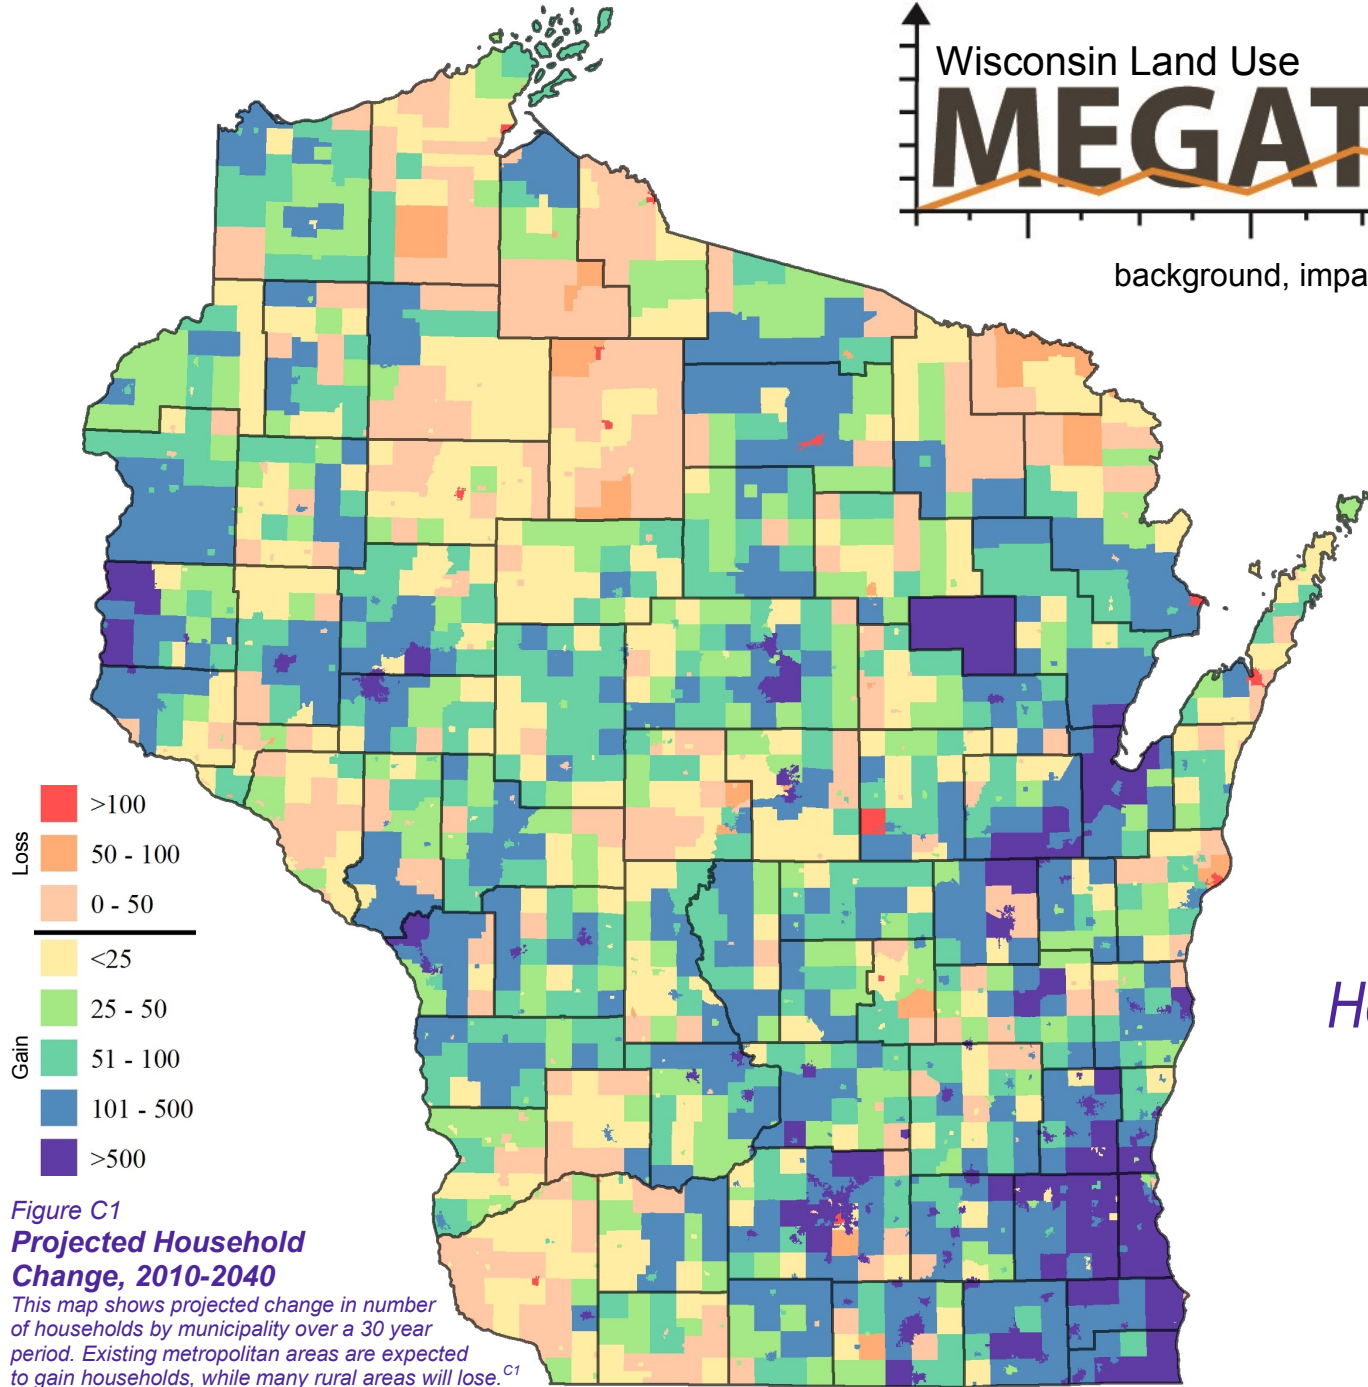 Wisconsin Land Use
MEGAT
background, impa
Loss
>100
50 - 100
0 - 50
Gain
<25
25 - 50
51 - 100
101 - 500
>500
H
Figure C1
Projected Household
Change, 2010-2040
This map shows projected change in number
of households by municipality over a 30 year
period. Existing metropolitan areas are expected
to gain households, while many rural areas will lose.C1